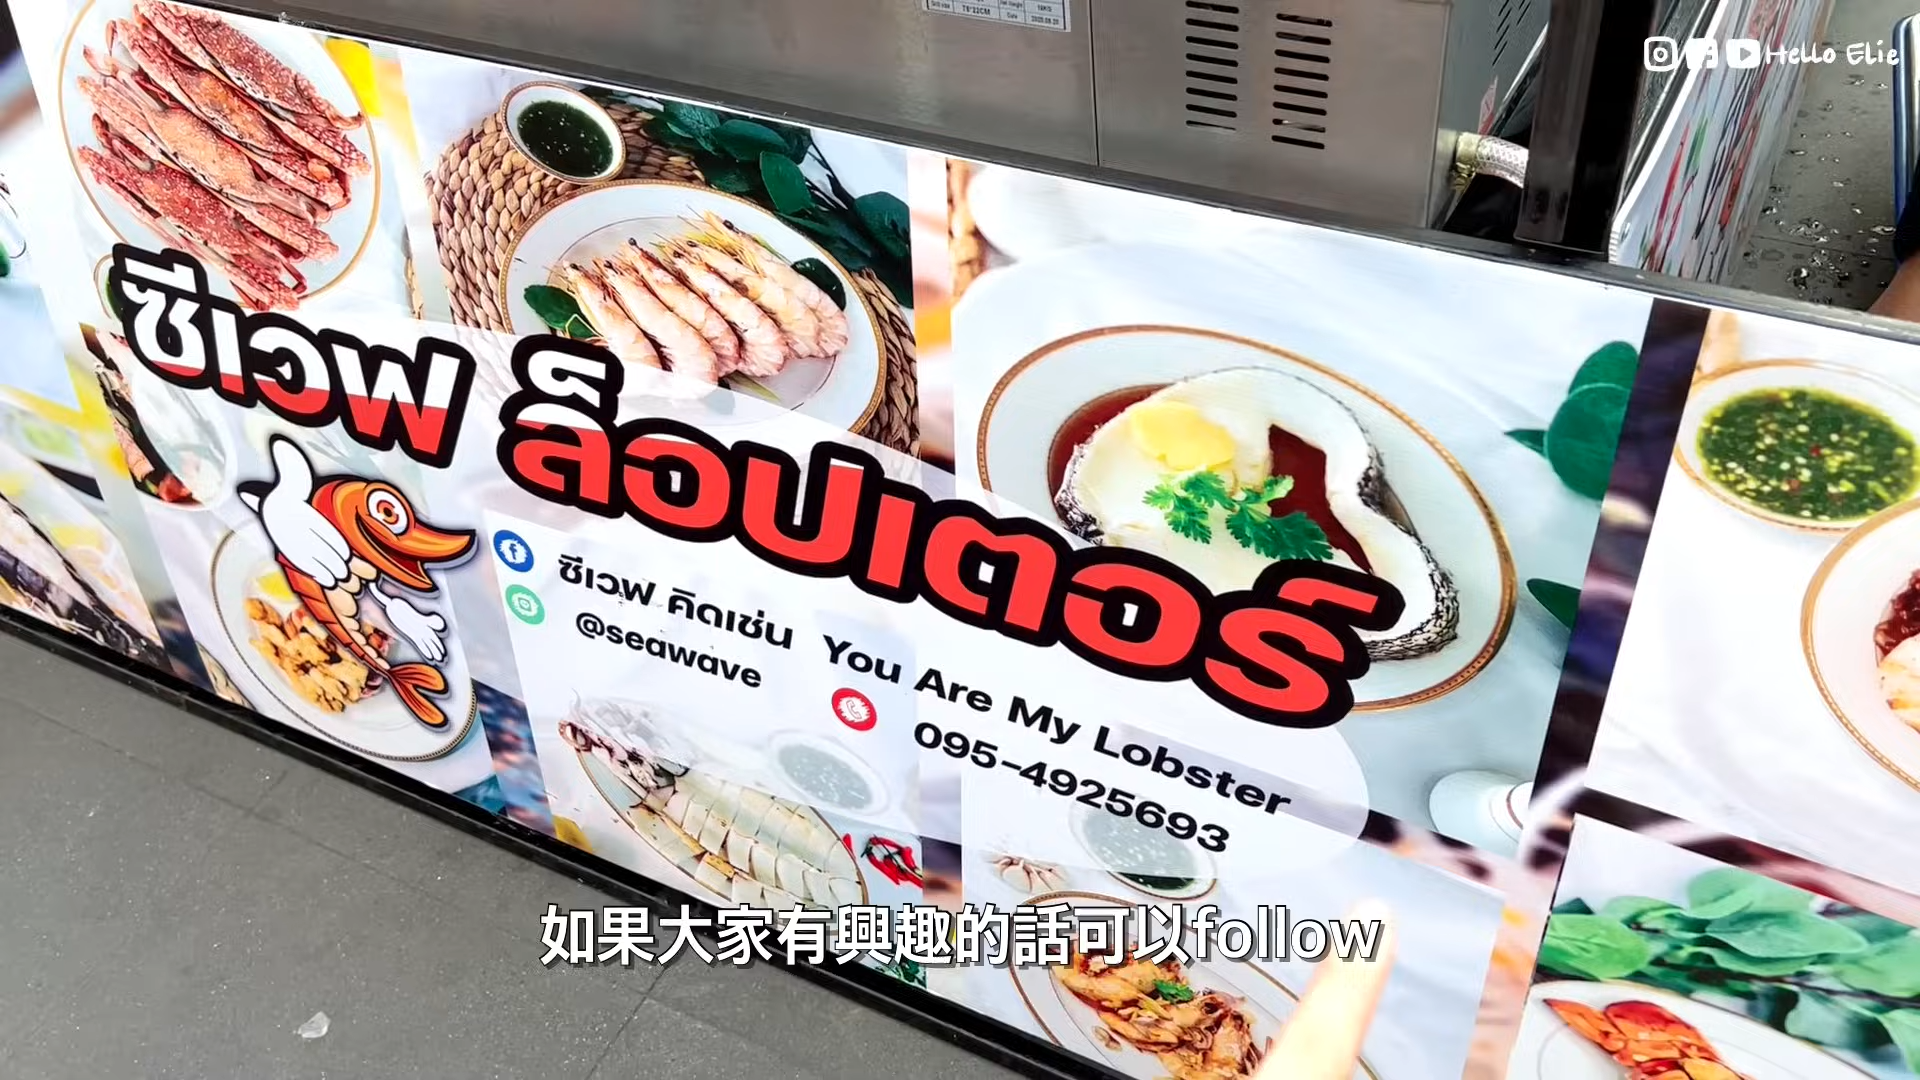 Hello Elie
ซีเวฟ ล็อปเตอร์
ซีเวฟ คิดเช่น You Are My Lobster
@seawave
095-4925693
如果大家有興趣的話可以follow